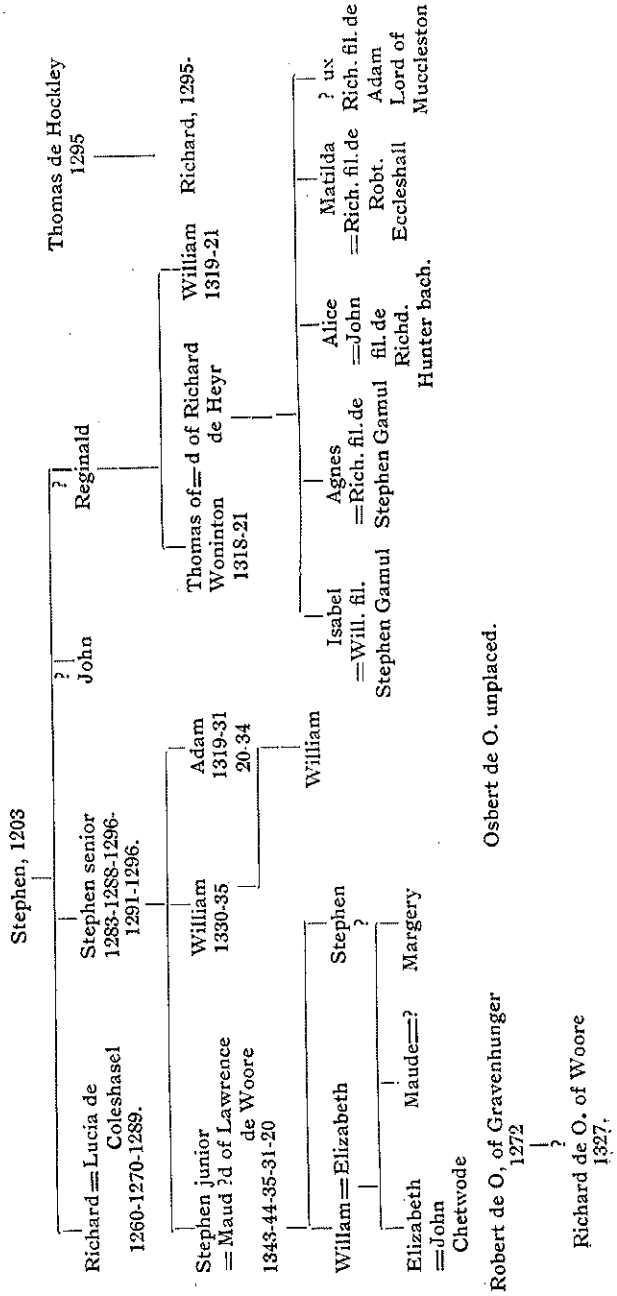 Stephen, 1203
Thomas de Hockley
1295
Richard=Lucia de
Coleshasel
1260-1270-1289.
Stephen senior
1283-1288-1296-
1291-1296.
?
John
?
Reginald
Richard, 1295-
Stephen junior
=Maud ?d of Lawrence
de Woore
1343-44-35-31-20
William
1330-35
Adam
1319-31
20-34
Thomas of=d of Richard
Woninton de Heyr
1318-21
William
1319-21
Willam=Elizabeth
Stephen
?
William
Isabel
=Will. fil.
Stephen Gamul
Agnes
=Rich. fil. de
Stephen Gamul
Alice
=John
fil. de
Richd.
Hunter bach.
Matilda
=Rich. fil. de
Robt.
Eccleshall
? ux
Rich. fil. de
Adam
Lord of
Muccleston
Elizabeth
=John
Chetwode
Maude=?
Margery
Robert de O, of Gravenhunger
1272
?
Richard de O. of Woore
1327.
Osbert de O. unplaced.